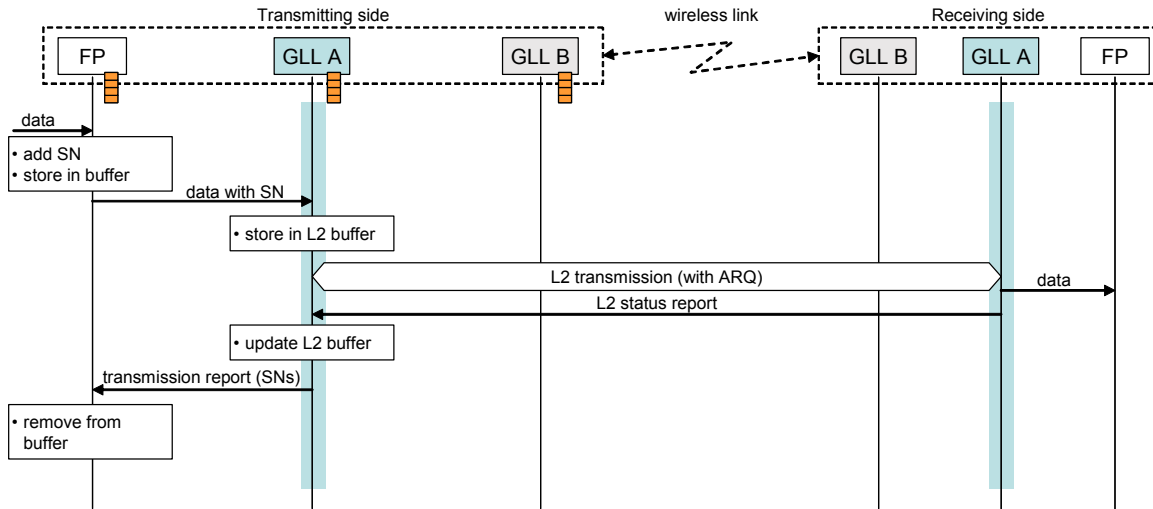 Transmitting side
wireless link
Receiving side
FP
GLL A
GLL B
GLL B
GLL A
FP
data
• add SN
• store in buffer
data with SN
• store in L2 buffer
L2 transmission (with ARQ)
data
L2 status report
• update L2 buffer
transmission report (SNs)
• remove from
buffer